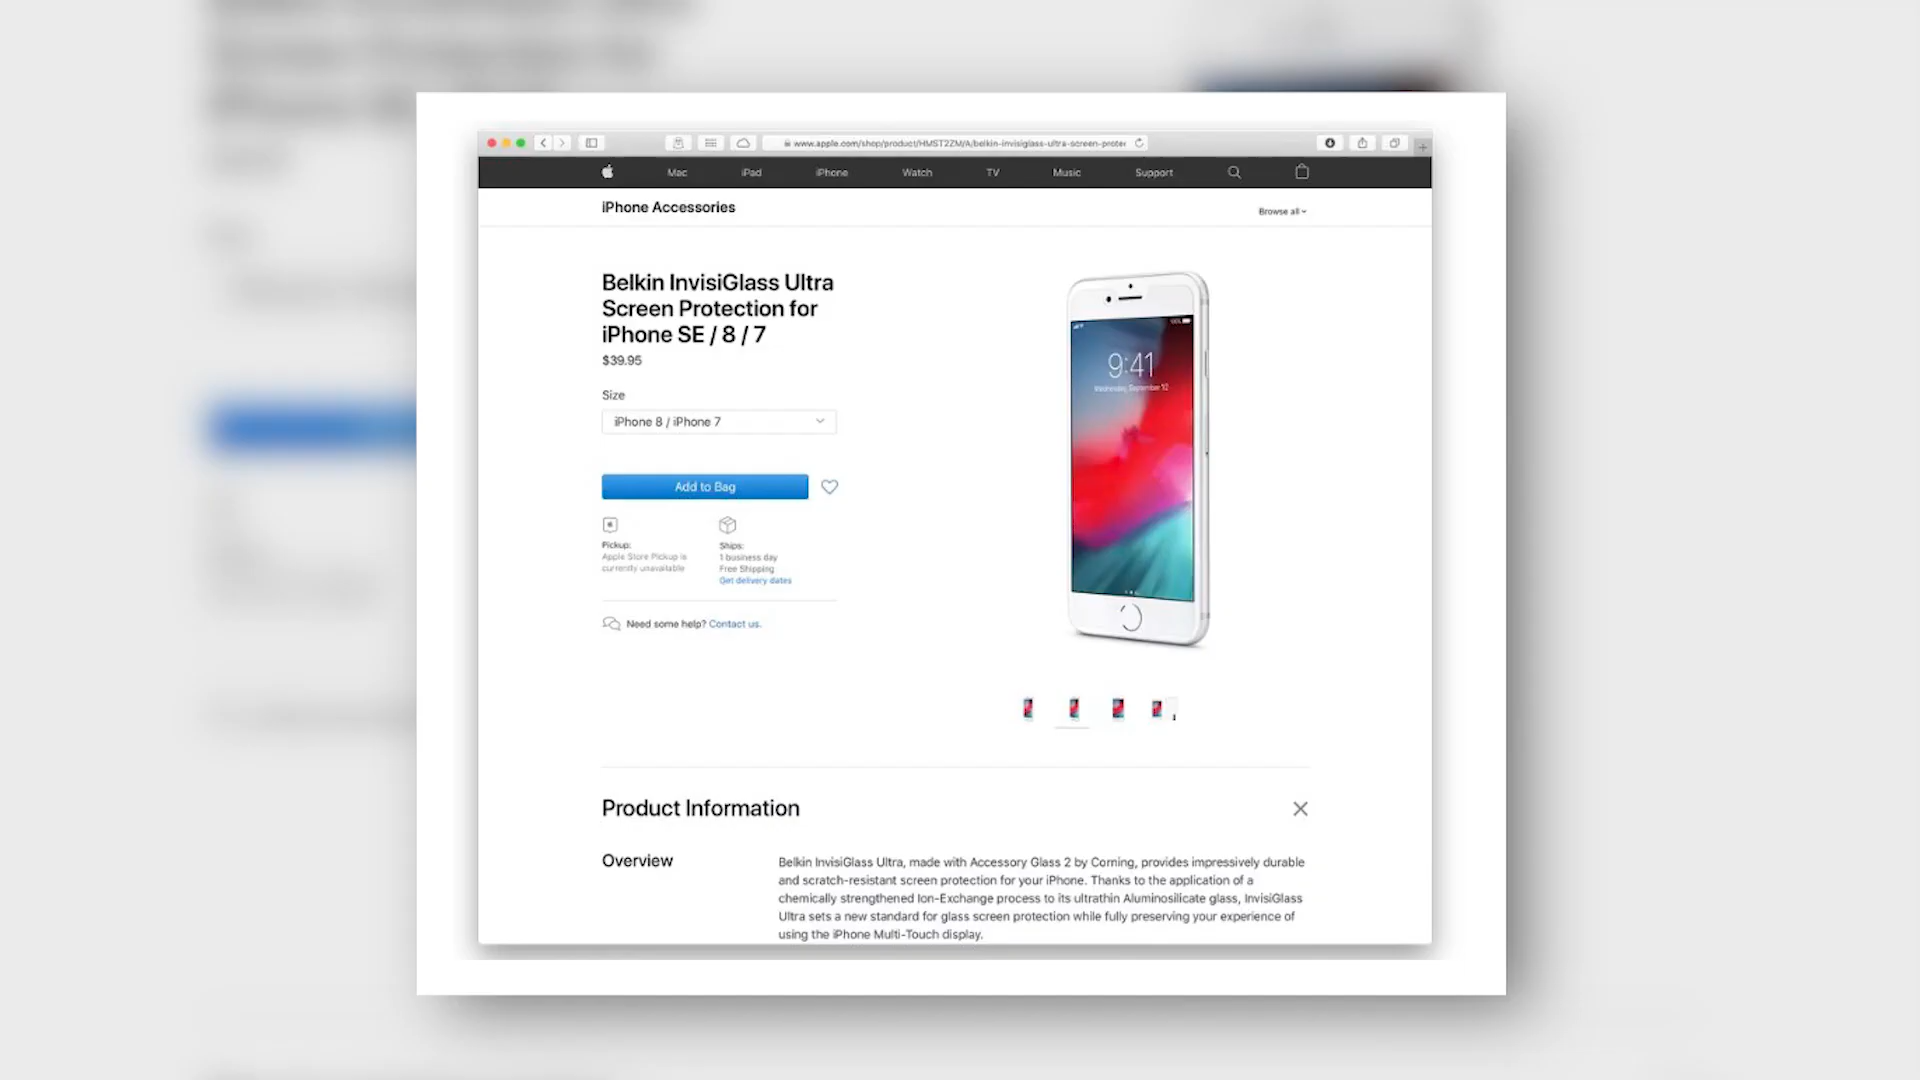 www.apple.com/shop/product/HMST2ZM/A/belkin-invisiglass-ultra-screen-protec
Mac iPad iPhone Watch TV Music Support
iPhone Accessories
Browse all
Belkin InvisiGlass Ultra
Screen Protection for
iPhone SE / 8 / 7
$39.95
Size
iPhone 8 / iPhone 7
Add to Bag
Pickup:
Apple Store Pickup is
currently unavailable
Ships:
1 business day
Free Shipping
Get delivery dates
Need some help? Contact us.
100%
9:41
Wednesday, September 12
Product Information
Overview
Belkin InvisiGlass Ultra, made with Accessory Glass 2 by Corning, provides impressively durable
and scratch-resistant screen protection for your iPhone. Thanks to the application of a
chemically strengthened Ion-Exchange process to its ultrathin Aluminosilicate glass, InvisiGlass
Ultra sets a new standard for glass screen protection while fully preserving your experience of
using the iPhone Multi-Touch display.